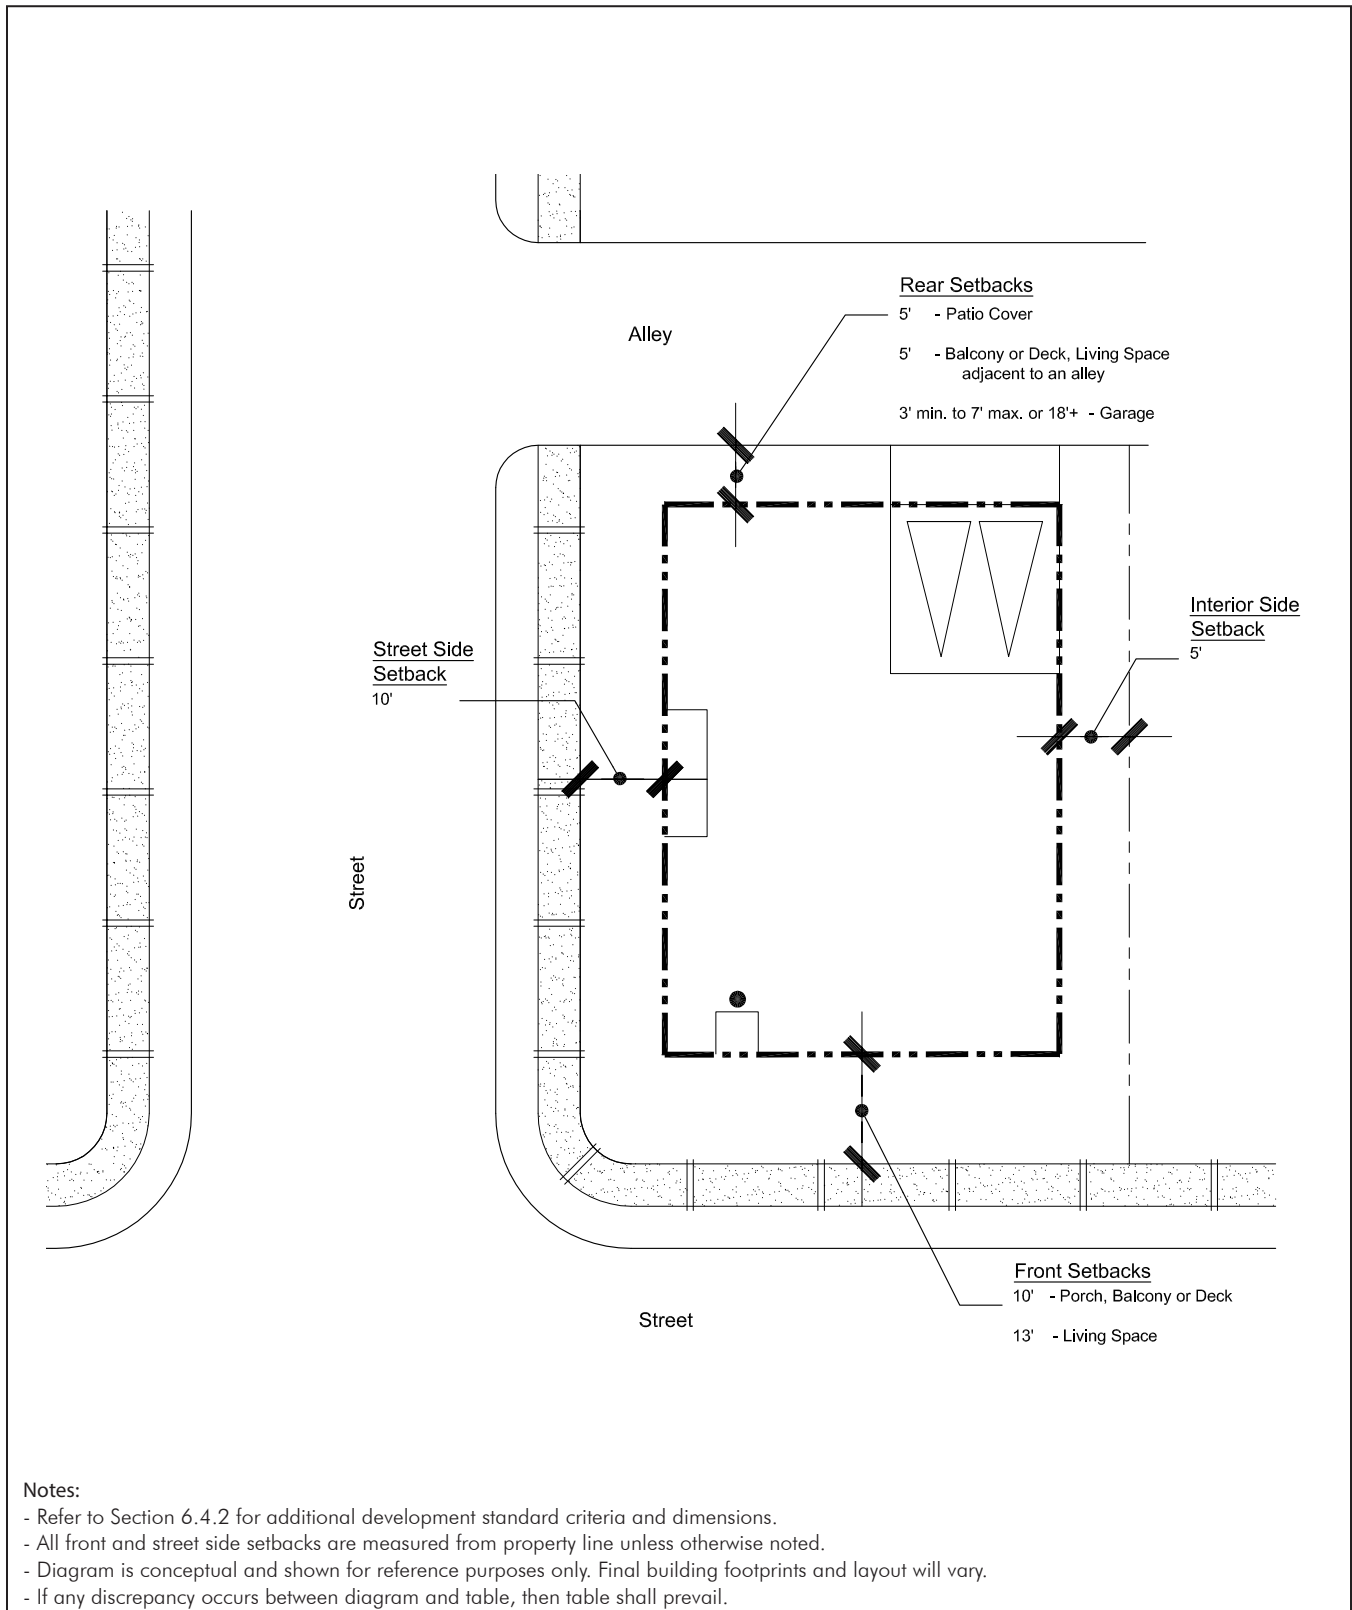 Rear Setbacks
5' - Patio Cover
5' - Balcony or Deck, Living Space
adjacent to an alley
3' min. to 7' max. or 18'+ - Garage
Alley
Interior Side
Setback
5'
Street Side
Setback
10'
Street
Front Setbacks
10' - Porch, Balcony or Deck
13' - Living Space
Street
Notes:
- Refer to Section 6.4.2 for additional development standard criteria and dimensions.
- All front and street side setbacks are measured from property line unless otherwise noted.
- Diagram is conceptual and shown for reference purposes only. Final building footprints and layout will vary.
- If any discrepancy occurs between diagram and table, then table shall prevail.